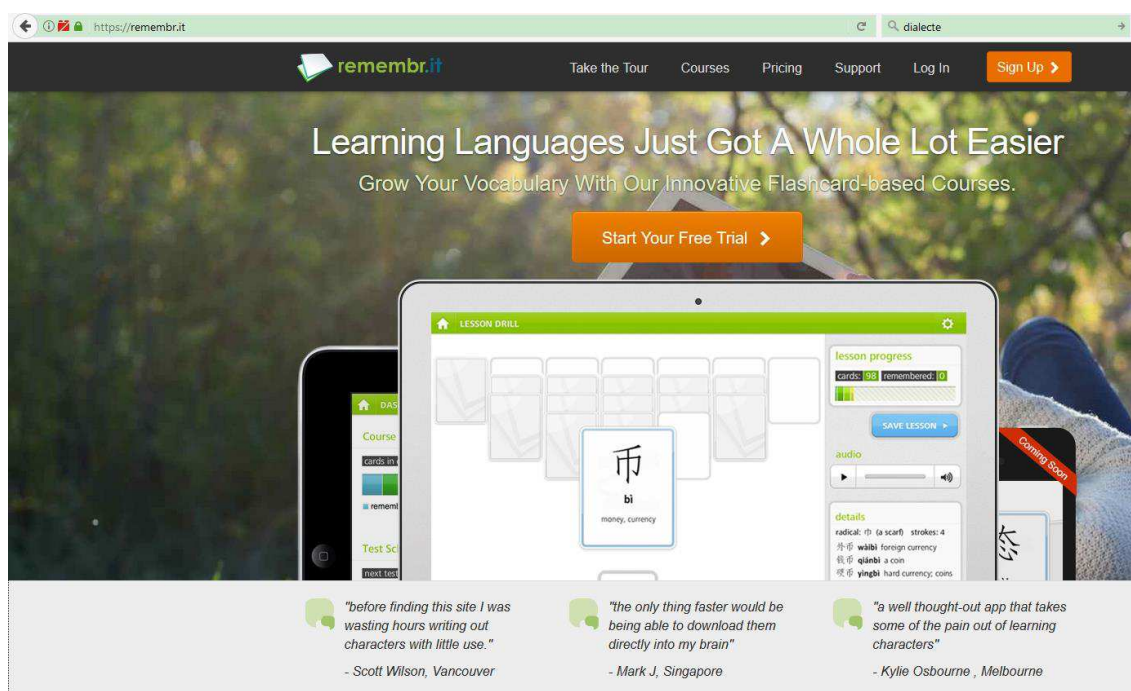 https://remembr.it
dialecte
remembr.it
Take the Tour
Courses
Pricing
Support
Log In
Sign Up
Learning Languages Just Got A Whole Lot Easier
Grow Your Vocabulary With Our Innovative Flashcard-based Courses.
Start Your Free Trial
LESSON DRILL
lesson progress
cards: 98 remembered: 0
SAVE LESSON
audio
币
bì
money, currency
details
radical: 巾 (a scarf) strokes: 4
外币 wàibì foreign currency
钱币 qiánbì a coin
硬币 yìngbì hard currency; coins
DAS
Course
cards in
rememb
Test Sc
next test
Coming Soon
"before finding this site I was
wasting hours writing out
characters with little use."
- Scott Wilson, Vancouver
"the only thing faster would be
being able to download them
directly into my brain"
- Mark J, Singapore
"a well thought-out app that takes
some of the pain out of learning
characters"
- Kylie Osbourne , Melbourne